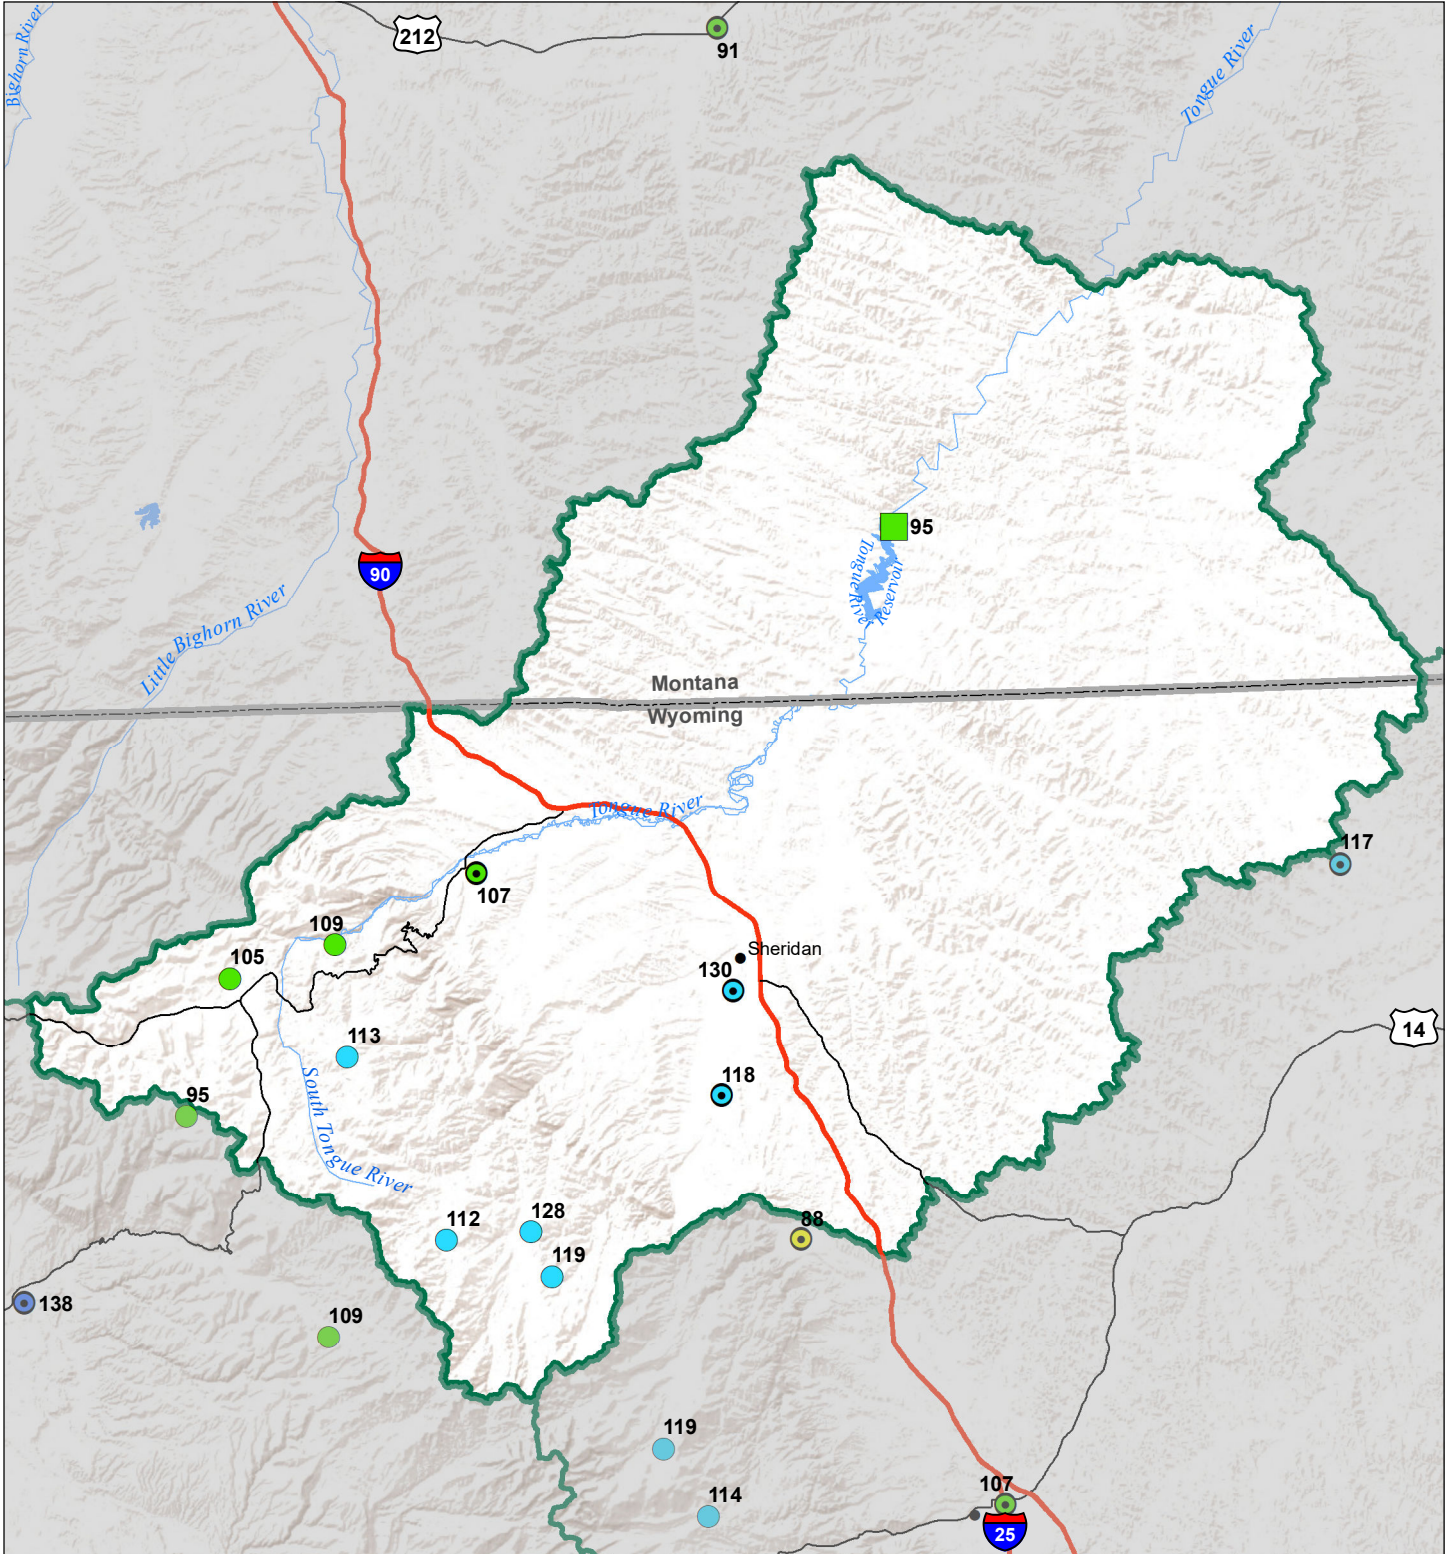 Bighorn River
212
91
Tongue River
95
Tongue River
Reservoir
90
Little Bighorn River
Montana
Wyoming
Tongue River
117
107
109
Sheridan
105
130
14
113
South Tongue River
118
95
112
128
88
119
138
109
119
107
114
25